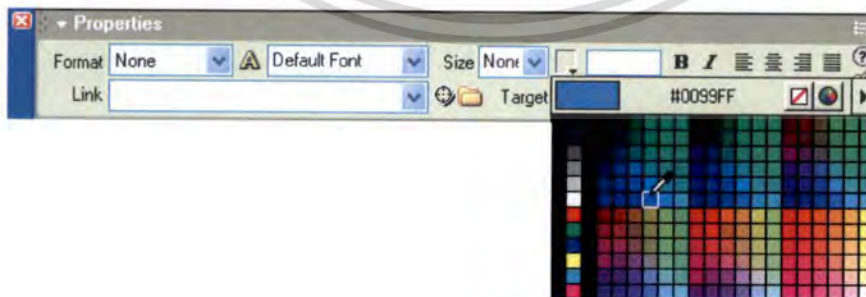 Properties
Format None A Default Font Size None B I ?
Link Target #0099FF